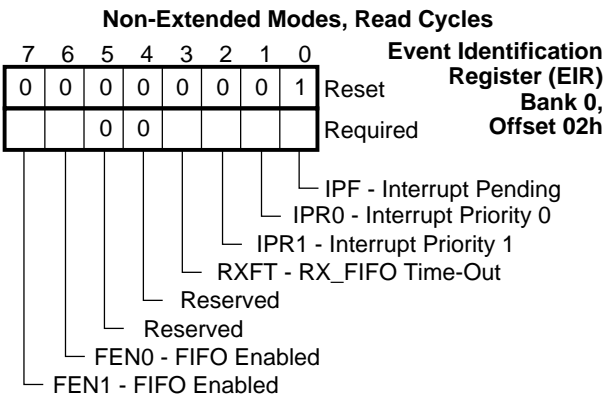 Non-Extended Modes, Read Cycles
7 6 5 4 3 2 1 0
Event Identification
Register (EIR)
Bank 0,
Offset 02h
0 0 0 0 0 0 0 1 Reset
0 0 Required
IPF - Interrupt Pending
IPR0 - Interrupt Priority 0
IPR1 - Interrupt Priority 1
RXFT - RX_FIFO Time-Out
Reserved
Reserved
FEN0 - FIFO Enabled
FEN1 - FIFO Enabled